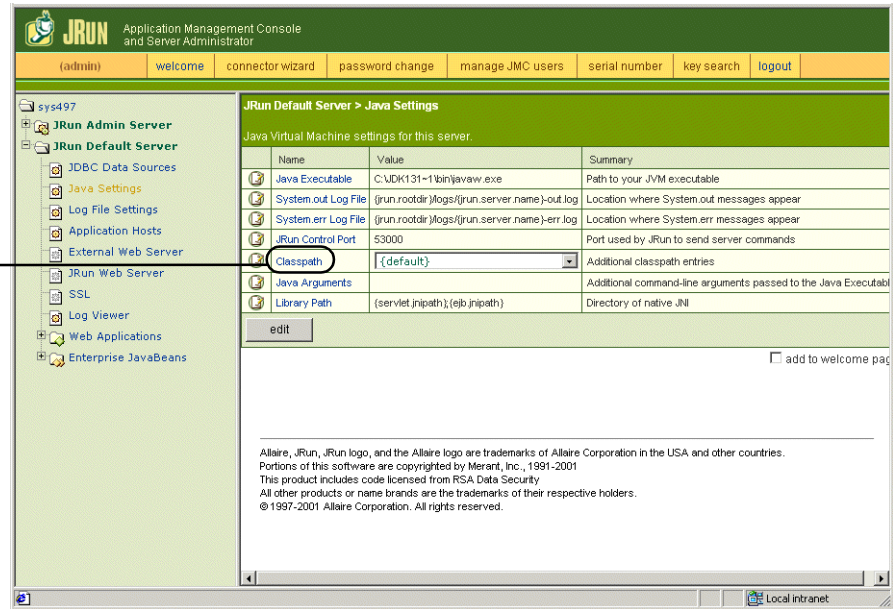 JRUN
Application Management Console
and Server Administrator
(admin) welcome connector wizard password change manage JMC users serial number key search logout
sys497
JRun Admin Server
JRun Default Server
JDBC Data Sources
Java Settings
Log File Settings
Application Hosts
External Web Server
JRun Web Server
SSL
Log Viewer
Web Applications
Enterprise JavaBeans
JRun Default Server > Java Settings
Java Virtual Machine settings for this server.
Name Value Summary
Java Executable C:\JDK131~1\bin\javaw.exe Path to your JVM executable
System.out Log File {jrun.rootdir}/logs/{jrun.server.name}-out.log Location where System.out messages appear
System.err Log File {jrun.rootdir}/logs/{jrun.server.name}-err.log Location where System.err messages appear
JRun Control Port 53000 Port used by JRun to send server commands
Classpath {default} Additional classpath entries
Java Arguments Additional command-line arguments passed to the Java Executabl
Library Path {servlet.jnipath};{ejb.jnipath} Directory of native JNI
edit
add to welcome pag
Allaire, JRun, JRun logo, and the Allaire logo are trademarks of Allaire Corporation in the USA and other countries.
Portions of this software are copyrighted by Merant, Inc., 1991-2001
This product includes code licensed from RSA Data Security
All other products or name brands are the trademarks of their respective holders.
© 1997-2001 Allaire Corporation. All rights reserved.
Local intranet